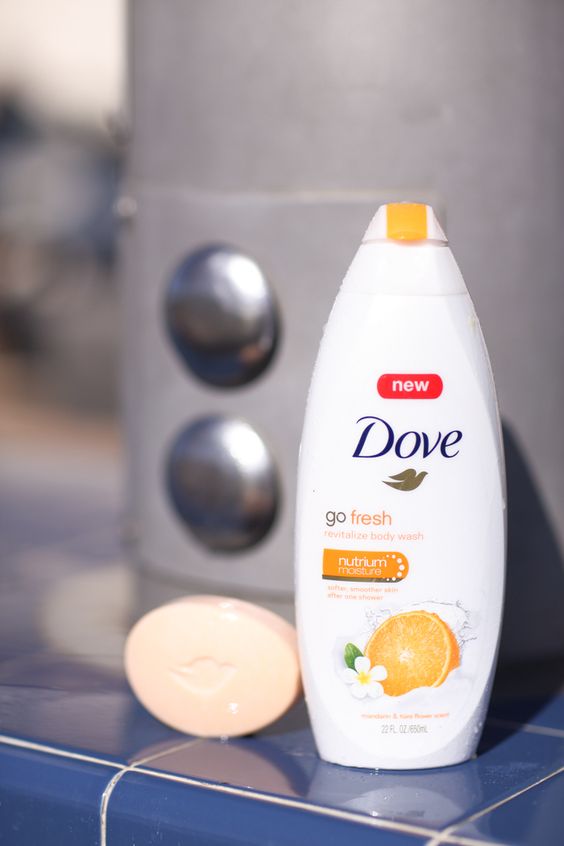 new
Dove
go fresh
revitalize body wash
nutrium
moisture
softer, smoother skin
after one shower
mandarin & tiare flower scent
22 FL. OZ/650mL